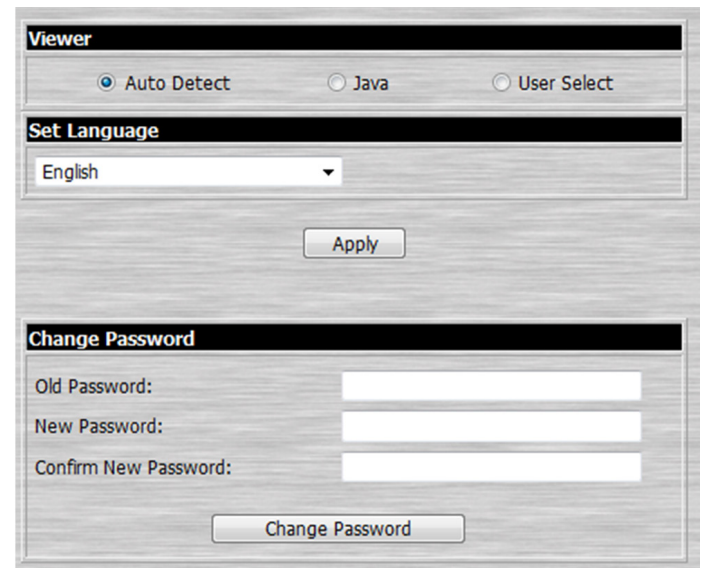 Viewer
Auto Detect Java User Select
Set Language
English
Apply
Change Password
Old Password:
New Password:
Confirm New Password:
Change Password